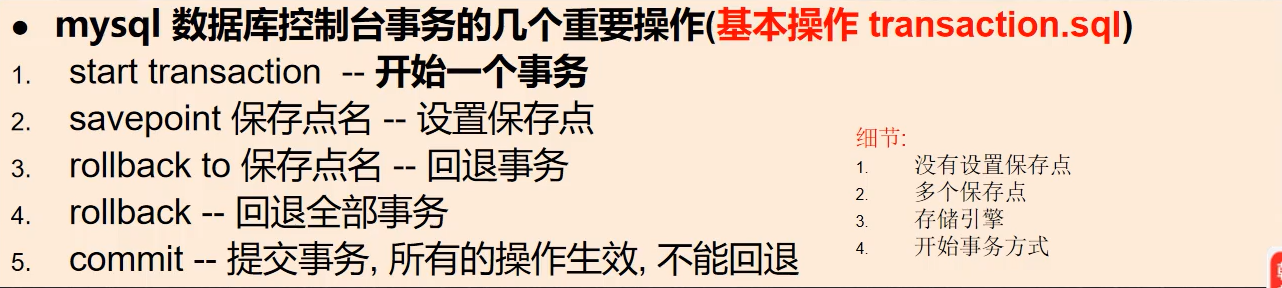 ● mysql 数据库控制台事务的几个重要操作(基本操作 transaction.sql)
1. start transaction -- 开始一个事务
2. savepoint 保存点名 -- 设置保存点
3. rollback to 保存点名 -- 回退事务
4. rollback -- 回退全部事务
5. commit -- 提交事务, 所有的操作生效, 不能回退
细节:
1. 没有设置保存点
2. 多个保存点
3. 存储引擎
4. 开始事务方式